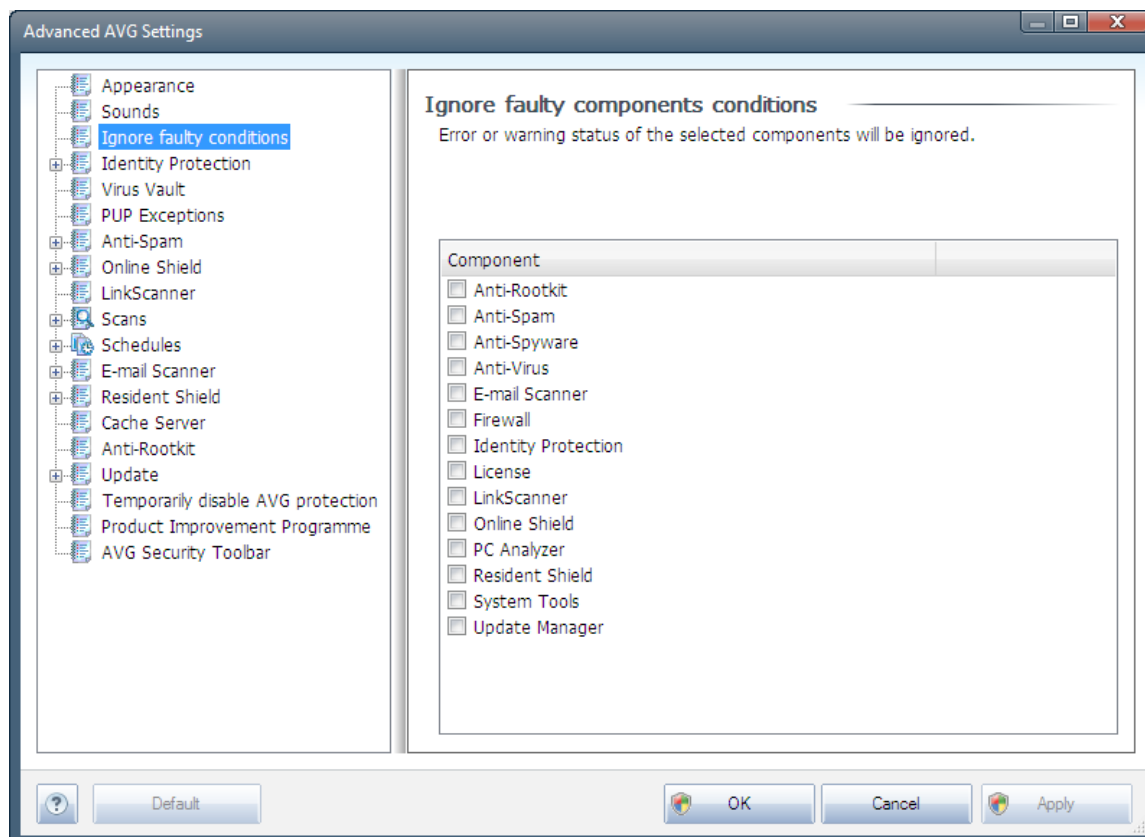 Advanced AVG Settings
Appearance
Sounds
Ignore faulty conditions
Identity Protection
Virus Vault
PUP Exceptions
Anti-Spam
Online Shield
LinkScanner
Scans
Schedules
E-mail Scanner
Resident Shield
Cache Server
Anti-Rootkit
Update
Temporarily disable AVG protection
Product Improvement Programme
AVG Security Toolbar
Ignore faulty components conditions
Error or warning status of the selected components will be ignored.
Component
Anti-Rootkit
Anti-Spam
Anti-Spyware
Anti-Virus
E-mail Scanner
Firewall
Identity Protection
License
LinkScanner
Online Shield
PC Analyzer
Resident Shield
System Tools
Update Manager
? Default OK Cancel Apply